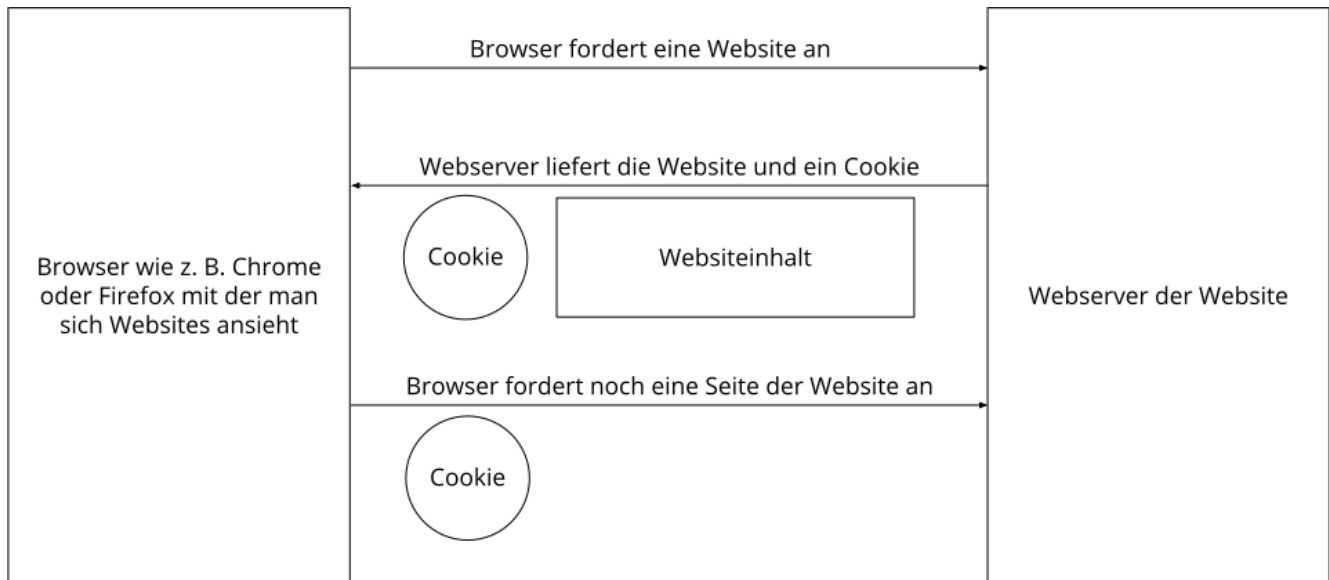 Browser fordert eine Website an
Webserver liefert die Website und ein Cookie
Cookie
Websiteinhalt
Browser wie z. B. Chrome
oder Firefox mit der man
sich Websites ansieht
Webserver der Website
Browser fordert noch eine Seite der Website an
Cookie